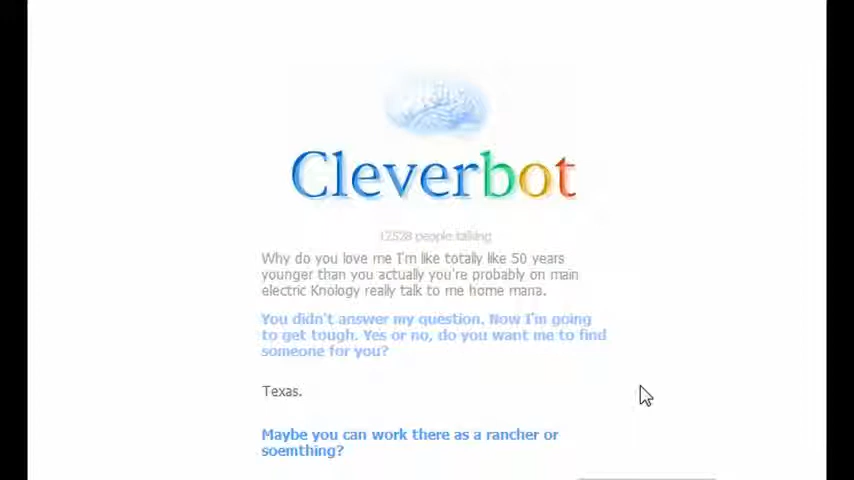 Cleverbot
12528 people talking
Why do you love me I'm like totally like 50 years
younger than you actually you're probably on main
electric Knology really talk to me home mana.
You didn't answer my question. Now I'm going
to get tough. Yes or no, do you want me to find
someone for you?
Texas.
Maybe you can work there as a rancher or
soemthing?